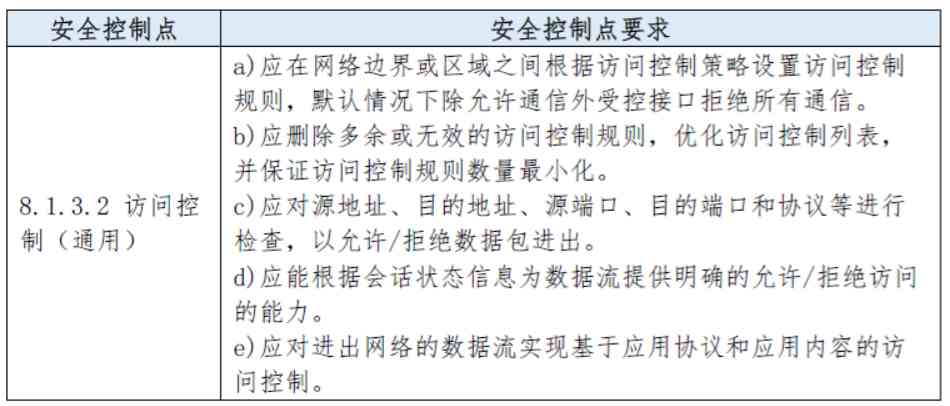 安全控制点
安全控制点要求
8.1.3.2 访问控
制（通用）
a)应在网络边界或区域之间根据访问控制策略设置访问控制
规则，默认情况下除允许通信外受控接口拒绝所有通信。
b)应删除多余或无效的访问控制规则，优化访问控制列表，
并保证访问控制规则数量最小化。
c)应对源地址、目的地址、源端口、目的端口和协议等进行
检查，以允许/拒绝数据包进出。
d)应能根据会话状态信息为数据流提供明确的允许/拒绝访问
的能力。
e)应对进出网络的数据流实现基于应用协议和应用内容的访
问控制。